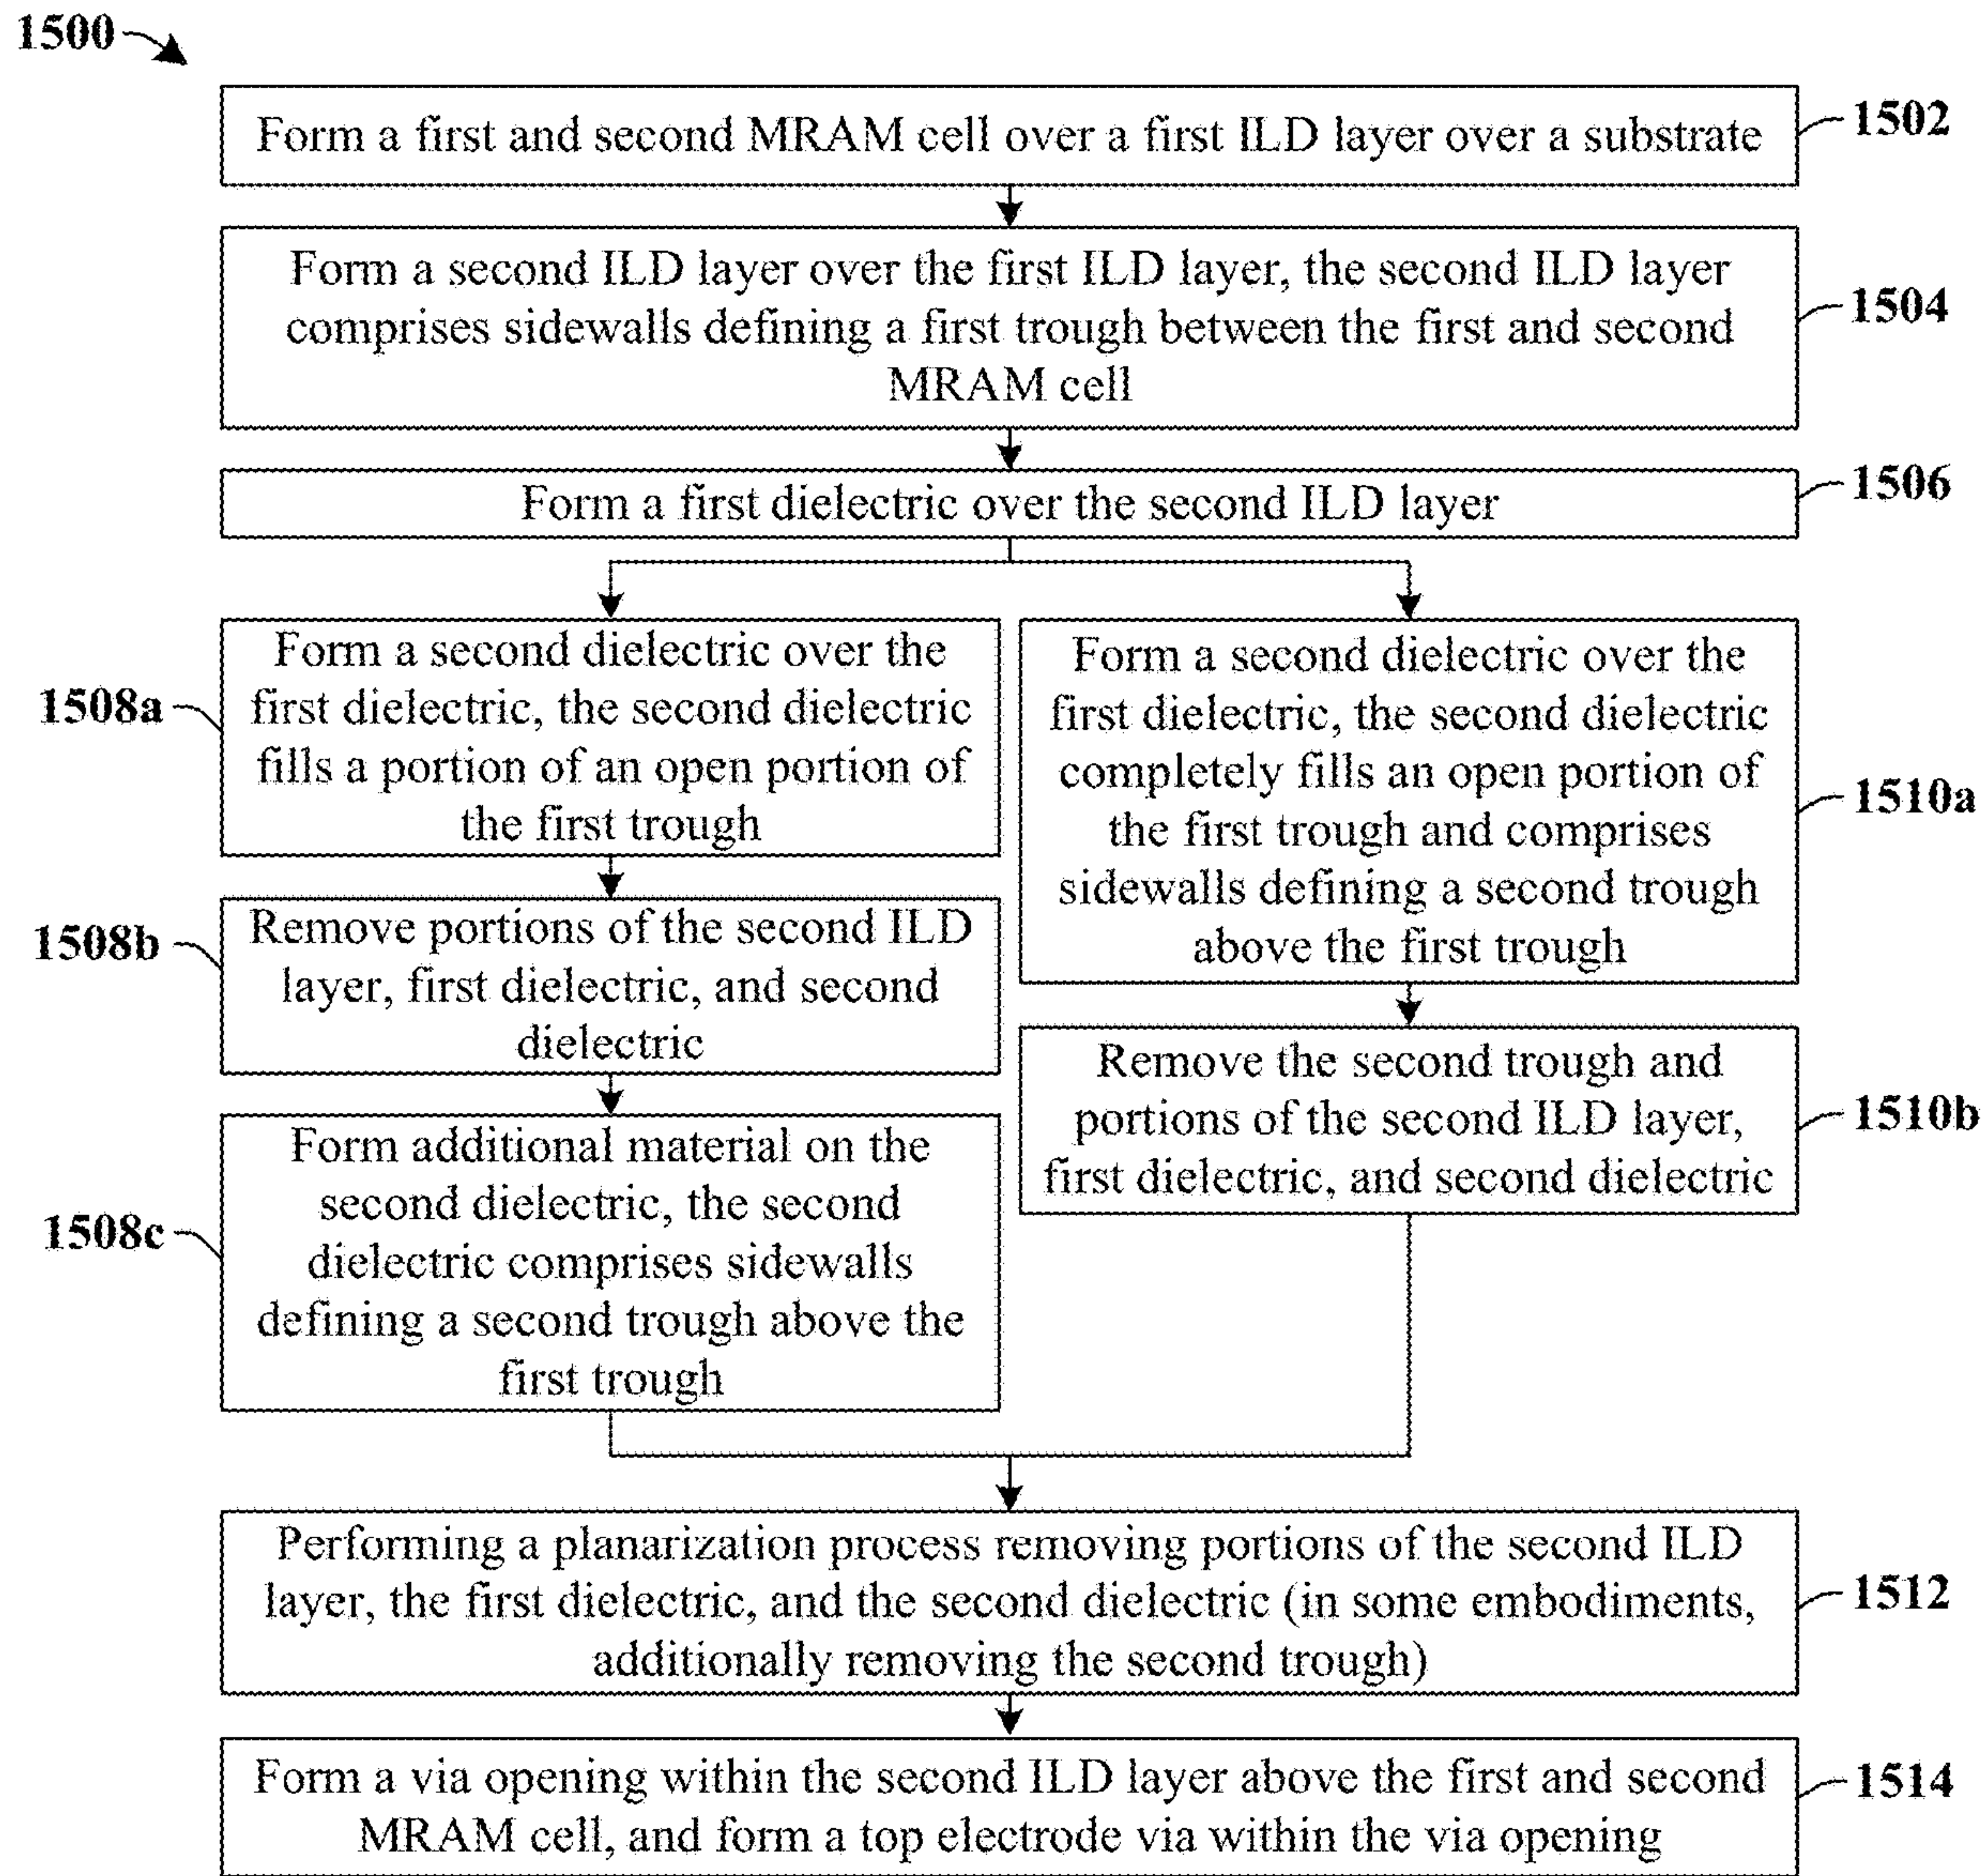 1500
Form a first and second MRAM cell over a first ILD layer over a substrate
1502
Form a second ILD layer over the first ILD layer, the second ILD layer
comprises sidewalls defining a first trough between the first and second
MRAM cell
1504
Form a first dielectric over the second ILD layer
1506
1508a
Form a second dielectric over the
first dielectric, the second dielectric
fills a portion of an open portion of
the first trough
1508b
Remove portions of the second ILD
layer, first dielectric, and second
dielectric
1508c
Form additional material on the
second dielectric, the second
dielectric comprises sidewalls
defining a second trough above the
first trough
Form a second dielectric over the
first dielectric, the second dielectric
completely fills an open portion of
the first trough and comprises
sidewalls defining a second trough
above the first trough
1510a
Remove the second trough and
portions of the second ILD layer,
first dielectric, and second dielectric
1510b
Performing a planarization process removing portions of the second ILD
layer, the first dielectric, and the second dielectric (in some embodiments,
additionally removing the second trough)
1512
Form a via opening within the second ILD layer above the first and second
MRAM cell, and form a top electrode via within the via opening
1514